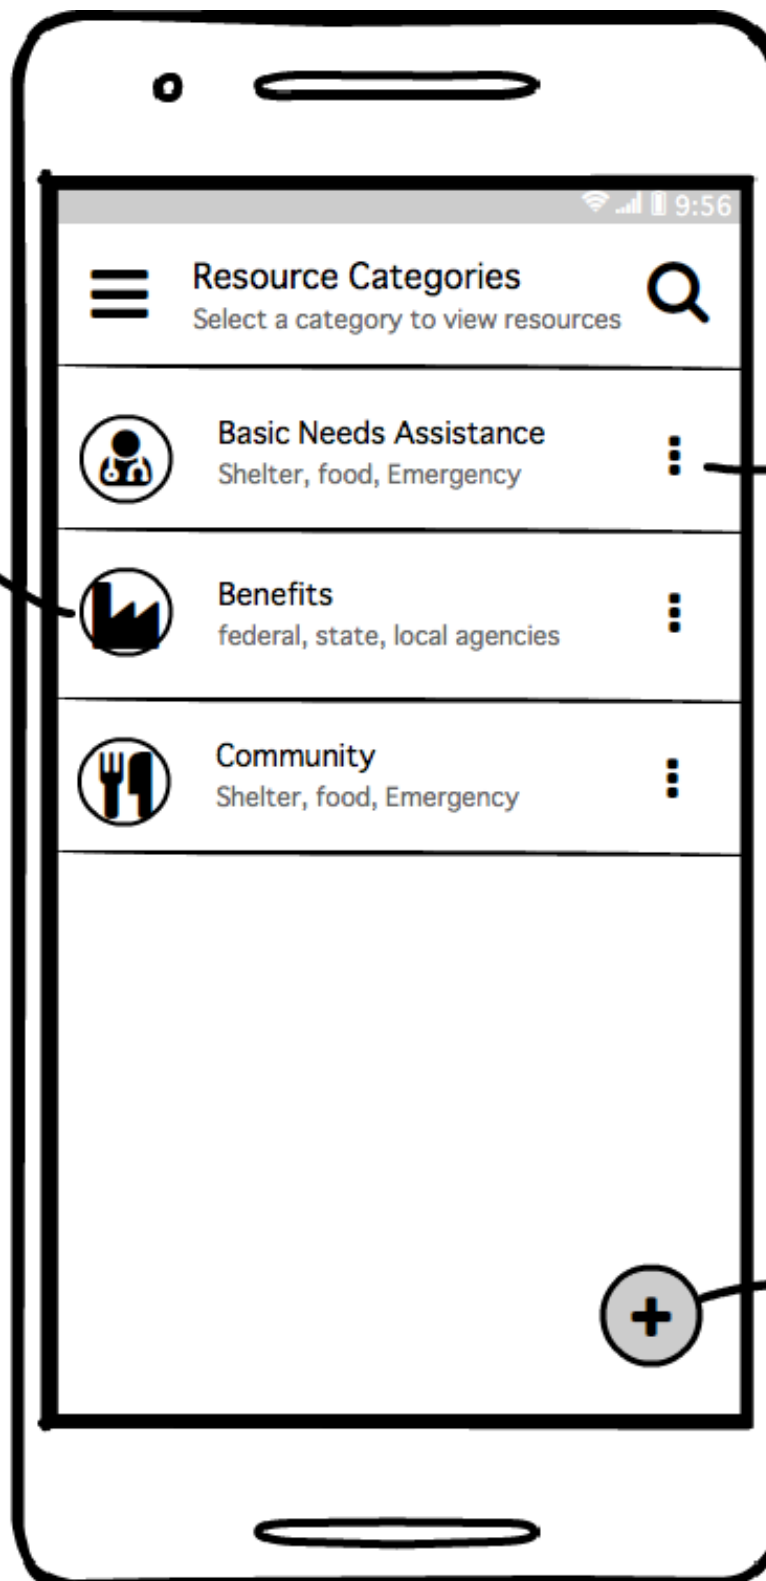 9:56
Resource Categories
Select a category to view resources
Basic Needs Assistance
Shelter, food, Emergency
Benefits
federal, state, local agencies
Community
Shelter, food, Emergency